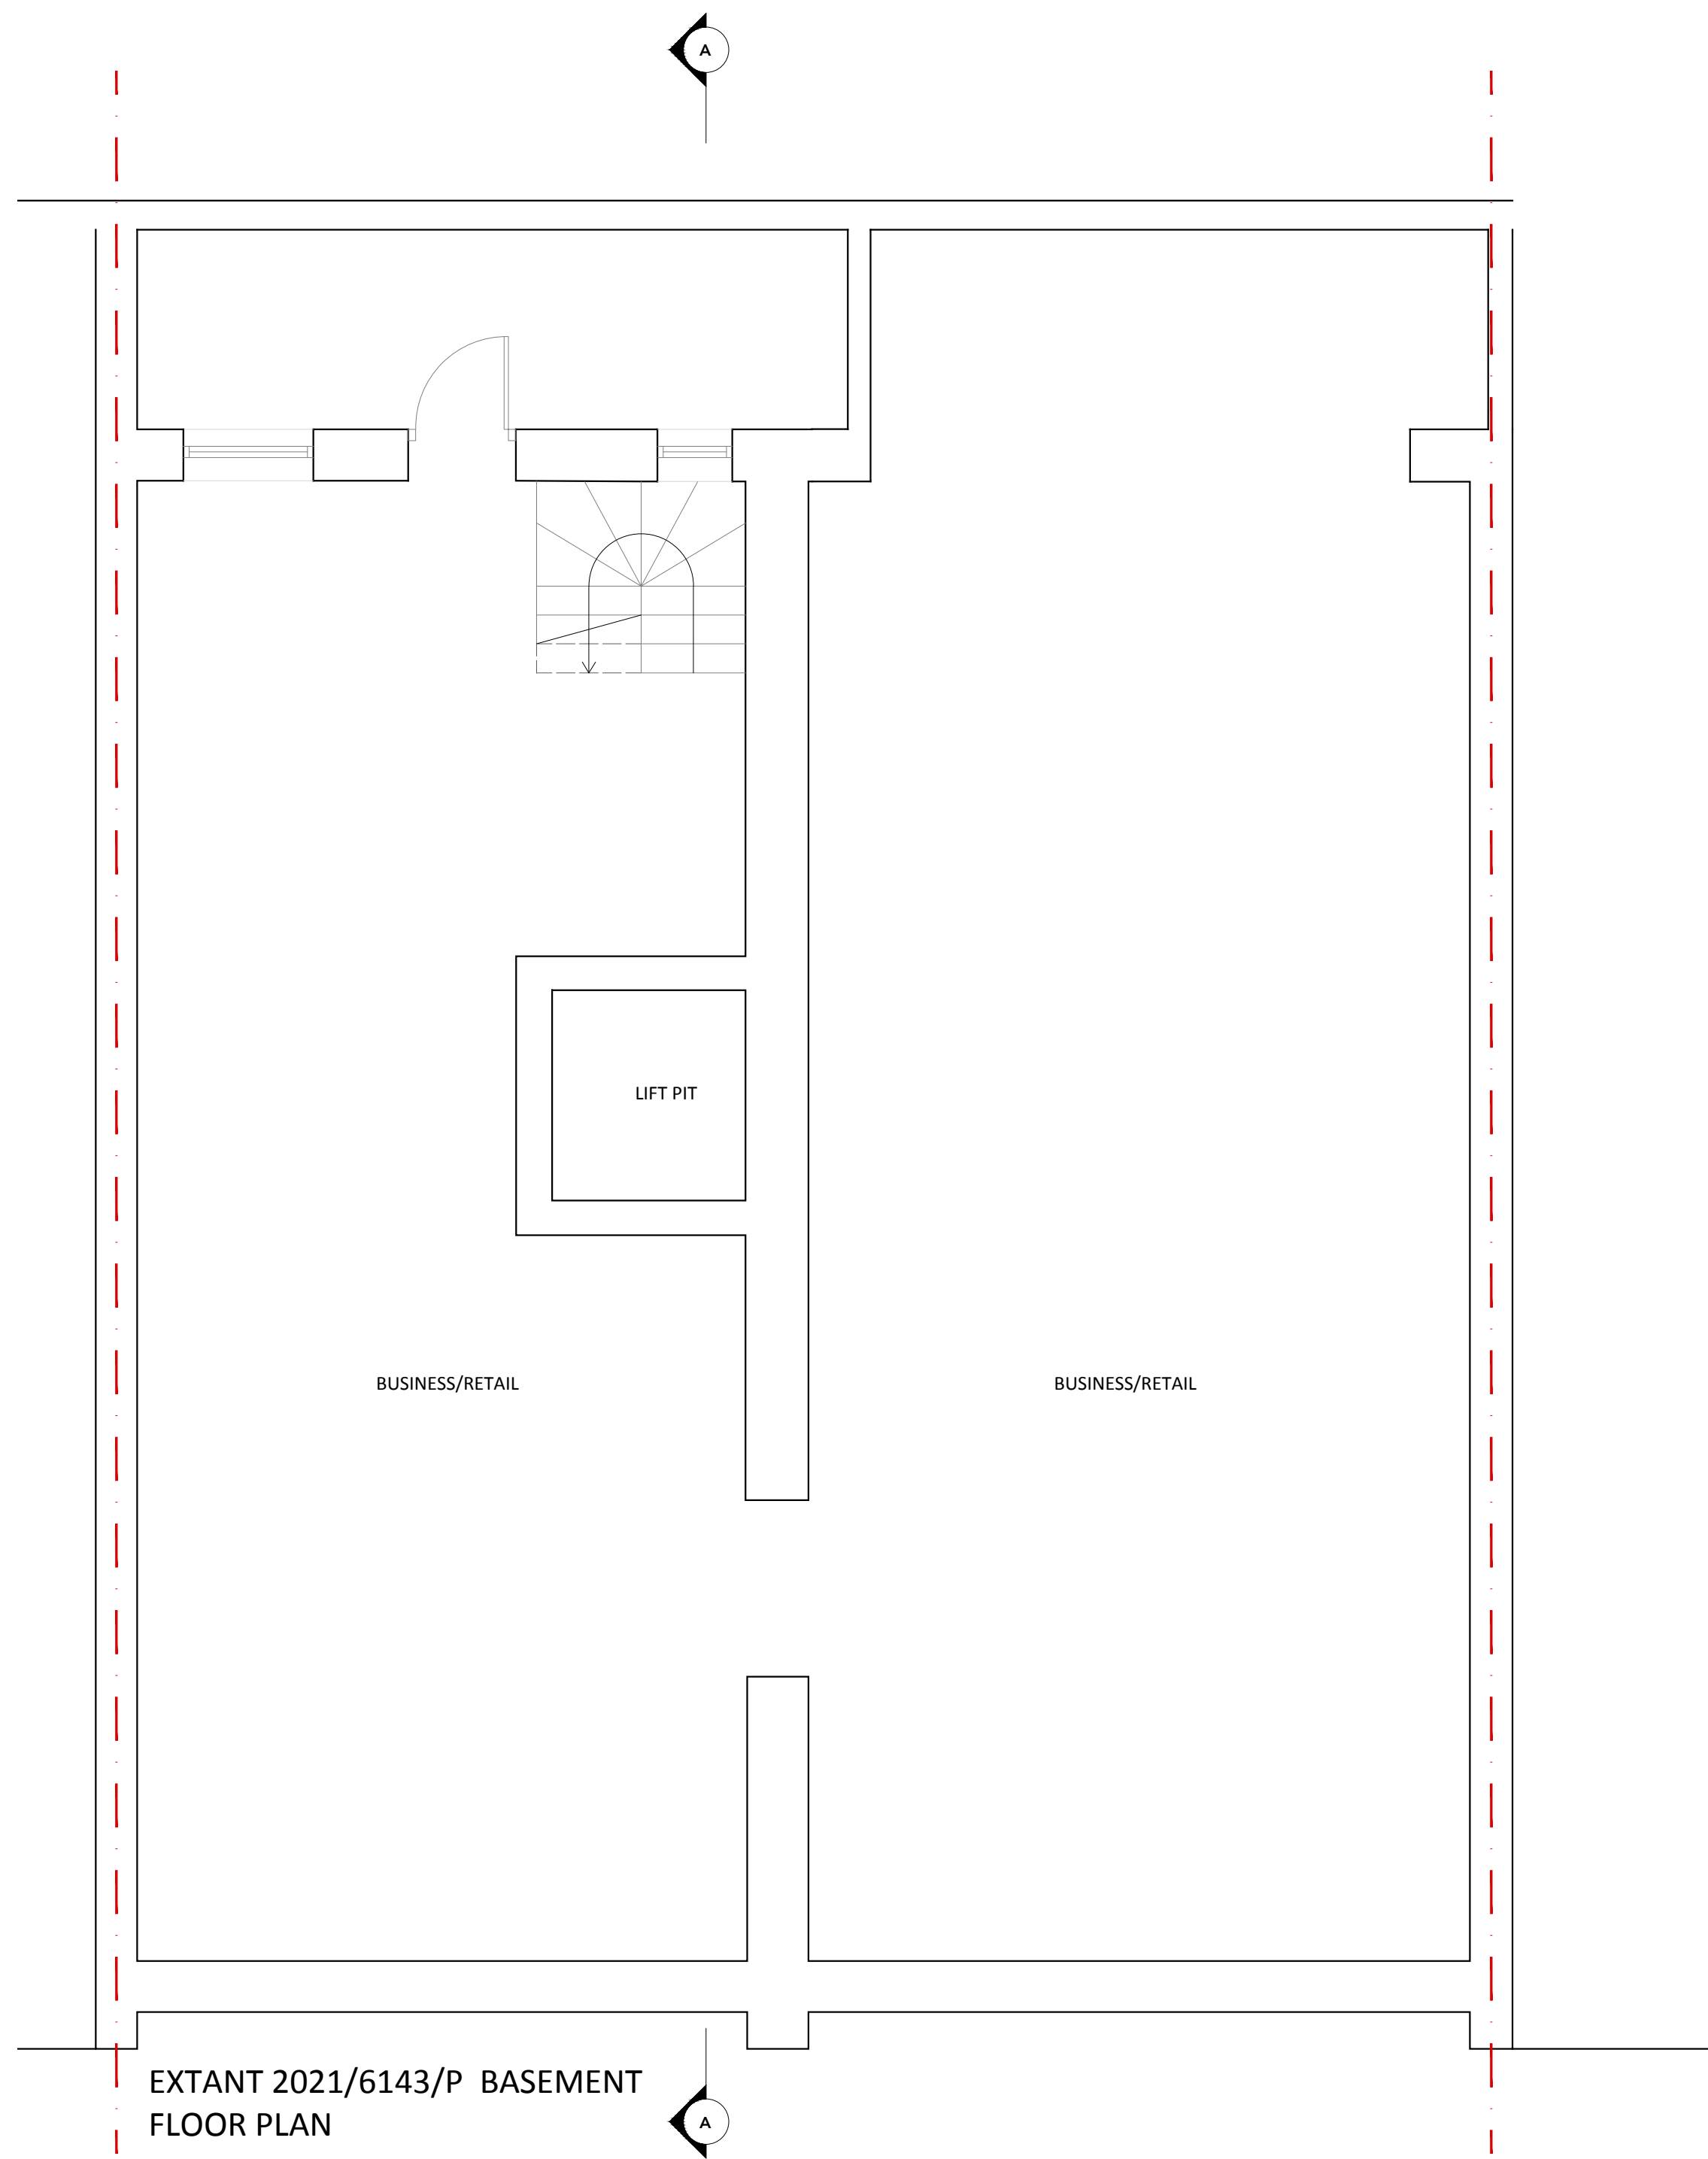 A
LIFT PIT
BUSINESS/RETAIL
BUSINESS/RETAIL
EXTANT 2021/6143/P  BASEMENT
FLOOR PLAN
A